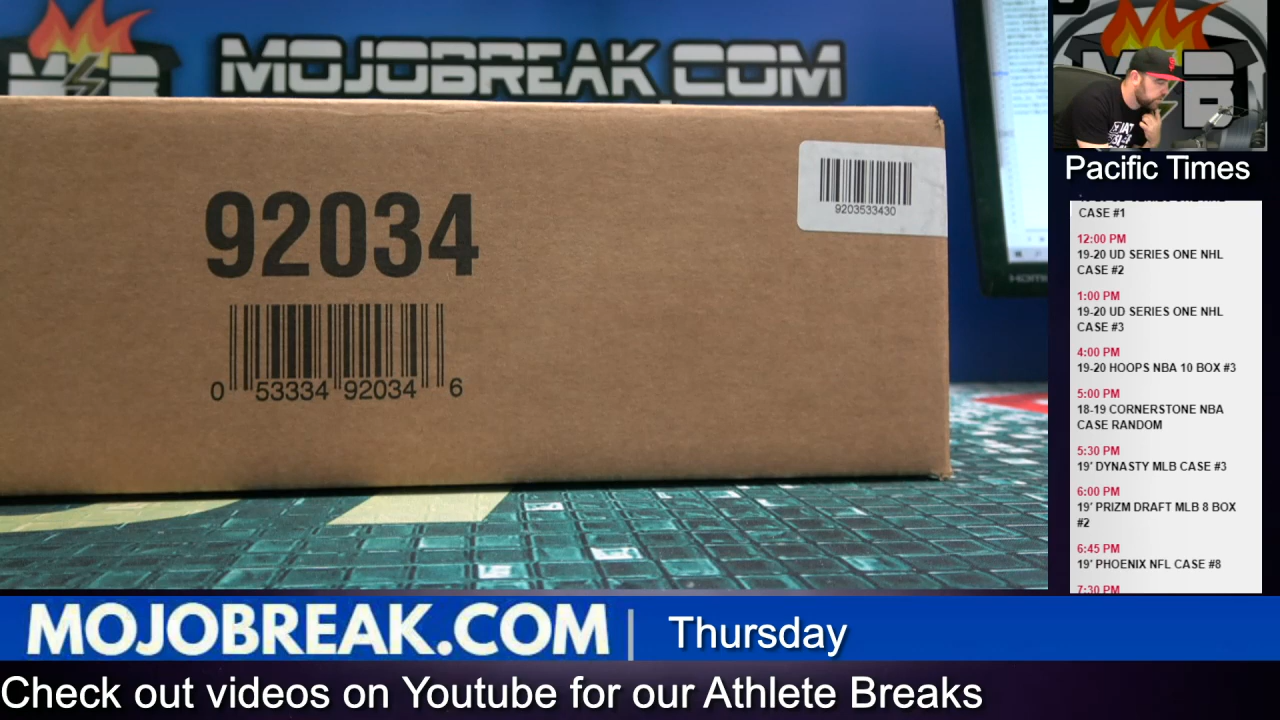 MOJOBREAK.COM
92034
9203533430
0 53334 92034 6
Pacific Times
CASE #1
12:00 PM
19-20 UD SERIES ONE NHL
CASE #2
1:00 PM
19-20 UD SERIES ONE NHL
CASE #3
4:00 PM
19-20 HOOPS NBA 10 BOX #3
5:00 PM
18-19 CORNERSTONE NBA
CASE RANDOM
5:30 PM
19' DYNASTY MLB CASE #3
6:00 PM
19' PRIZM DRAFT MLB 8 BOX
#2
6:45 PM
19' PHOENIX NFL CASE #8
7:30 PM
MOJOBREAK.COM | Thursday
Check out videos on Youtube for our Athlete Breaks